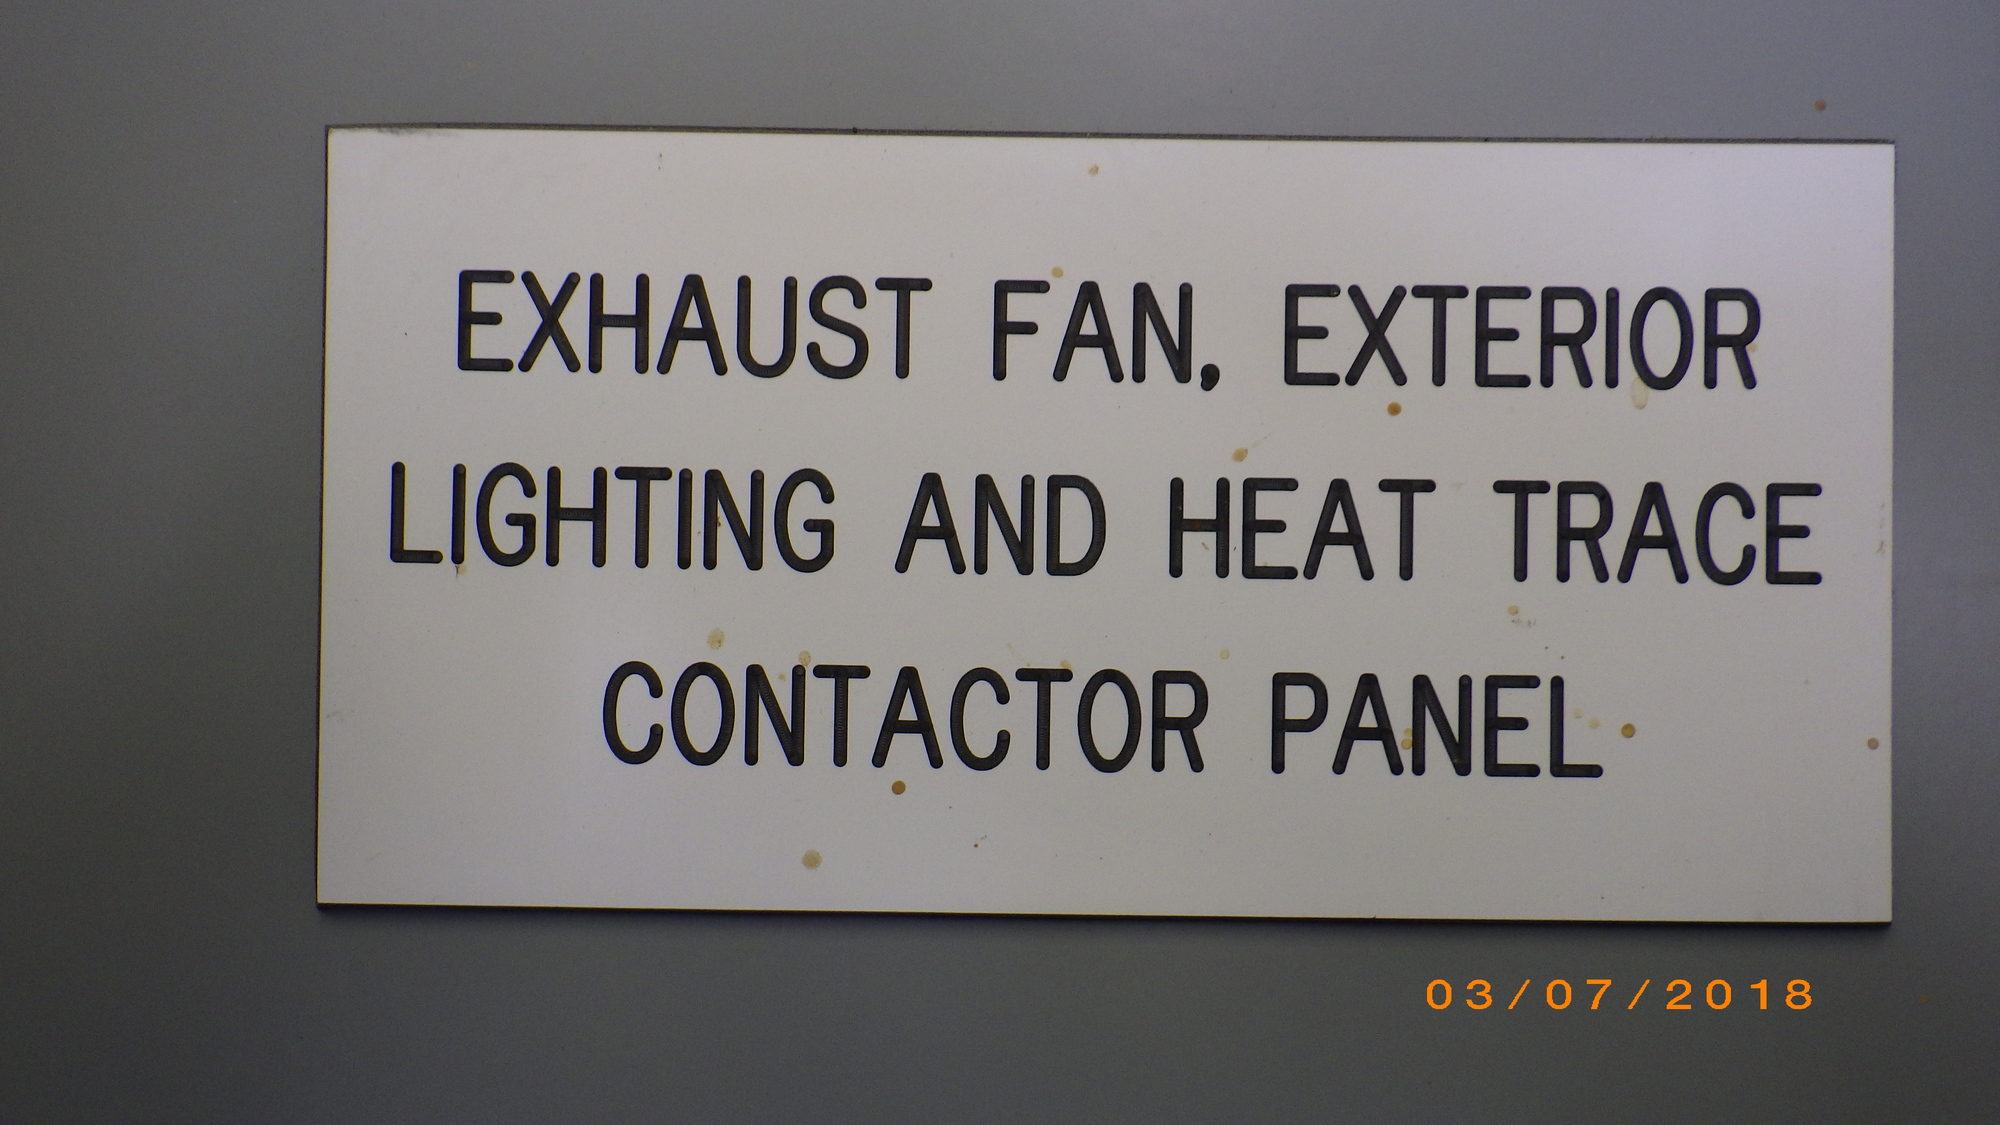 EXHAUST FAN, EXTERIOR
LIGHTING AND HEAT TRACE
CONTACTOR PANEL
03/07/2018